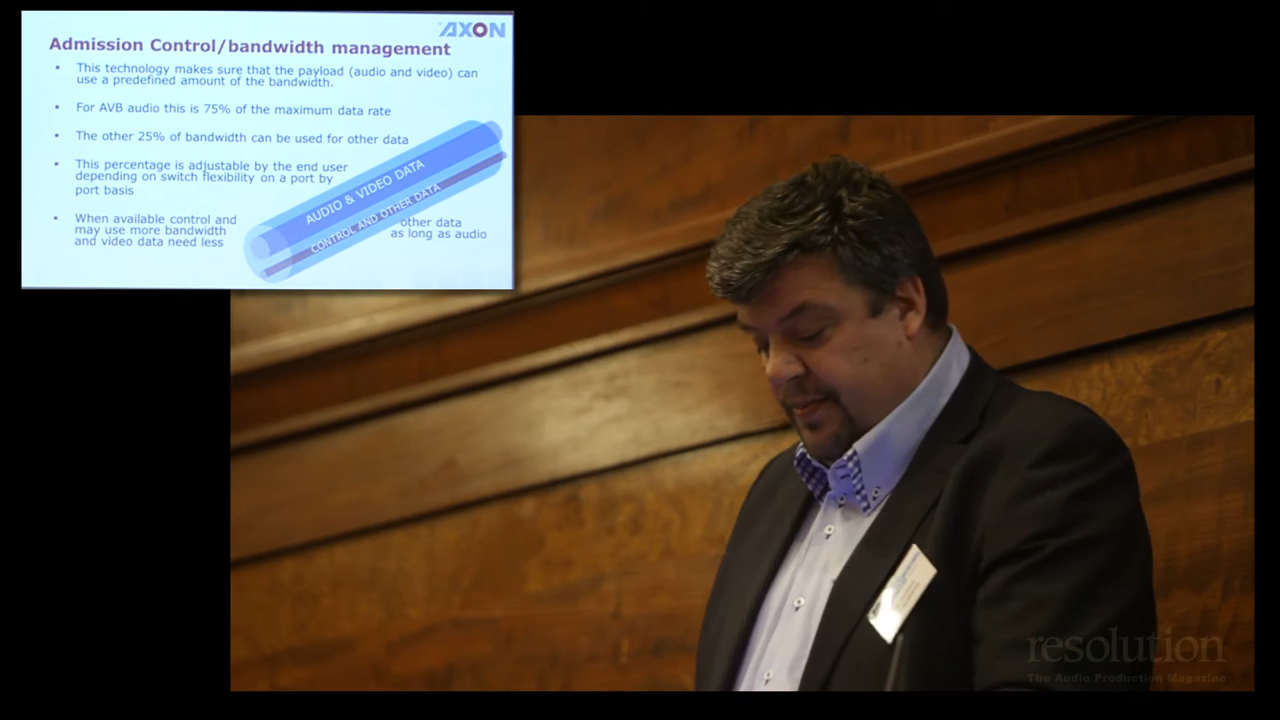 AXON
Admission Control/bandwidth management
This technology makes sure that the payload (audio and video) can
use a predefined amount of the bandwidth.
For AVB audio this is 75% of the maximum data rate
The other 25% of bandwidth can be used for other data
This percentage is adjustable by the end user
depending on switch flexibility on a port by
port basis
When available control and
may use more bandwidth
and video data need less
other data
as long as audio
AUDIO & VIDEO DATA
CONTROL AND OTHER DATA
resolution
The Audio Production Magazine